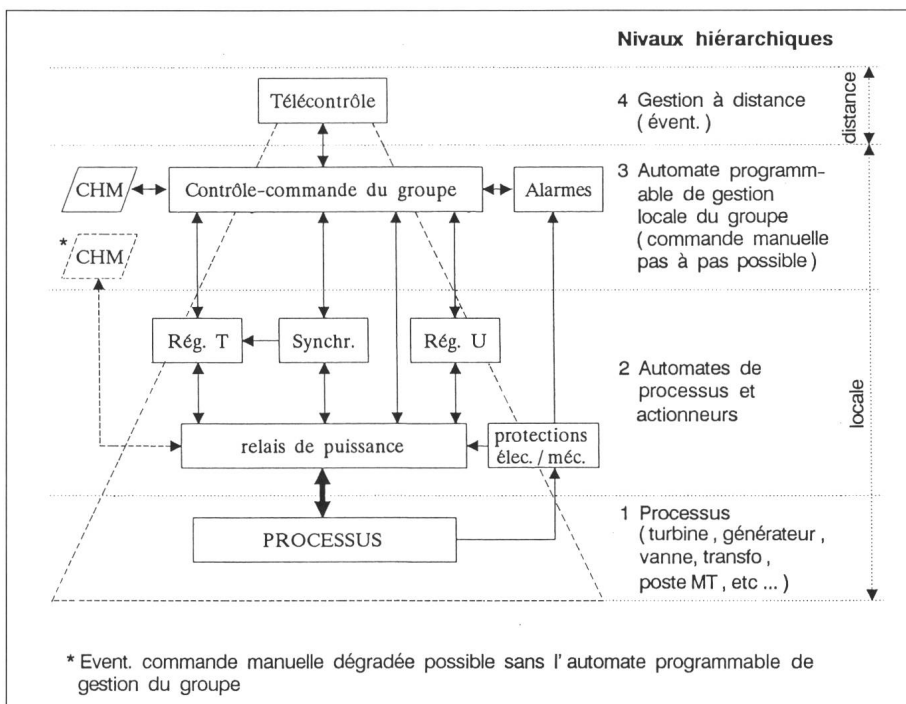 Nivaux hiérarchiques
Télécontrôle
4 Gestion à distance
( évent. )
distance
CHM
Contrôle-commande du groupe
Alarmes
3 Automate programm-
able de gestion
locale du groupe
( commande manuelle
pas à pas possible )
* CHM
Rég. T
Synchr.
Rég. U
2 Automates de
processus et
actionneurs
locale
relais de puissance
protections
élec. / méc.
PROCESSUS
1 Processus
( turbine , générateur ,
vanne, transfo ,
poste MT , etc ... )
* Event. commande manuelle dégradée possible sans l' automate programmable de
gestion du groupe